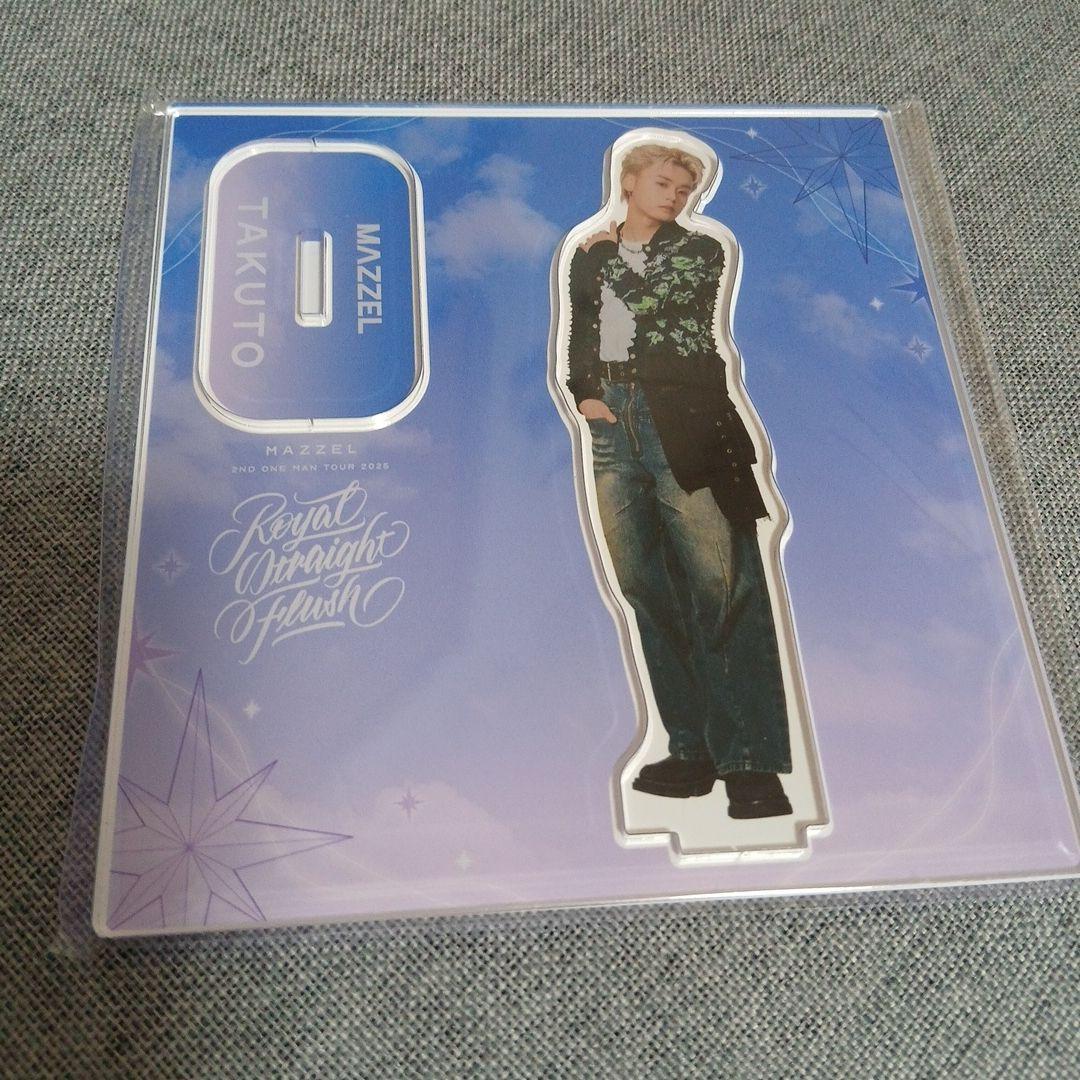 MAZZEL
TAKUTO
MAZZEL
2ND ONE MAN TOUR 2025
Royal
Straight
Flush